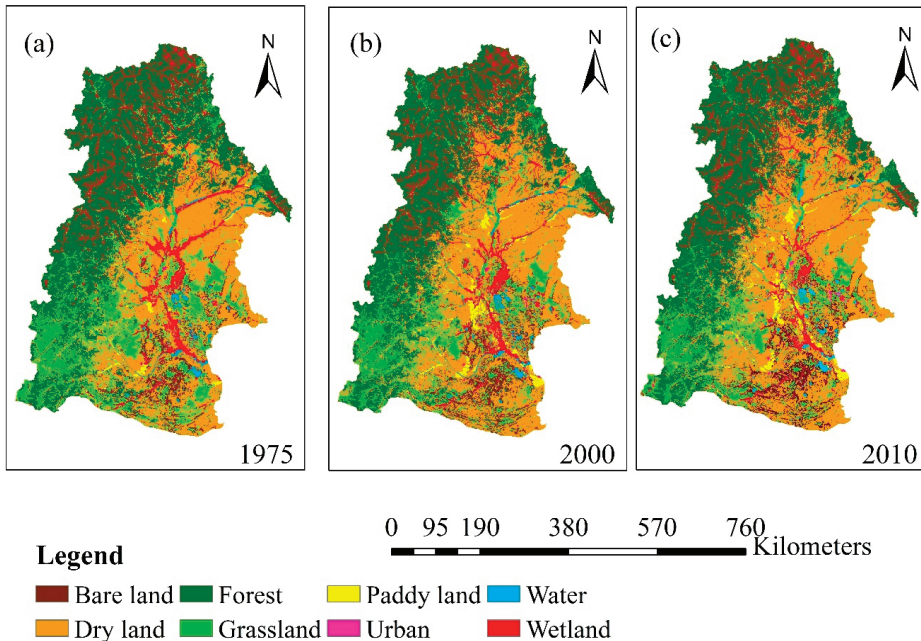 (a)
N
(b)
N
(c)
N
1975
2000
2010
0 95 190 380 570 760
Kilometers
Legend
Bare land Forest Paddy land Water
Dry land Grassland Urban Wetland